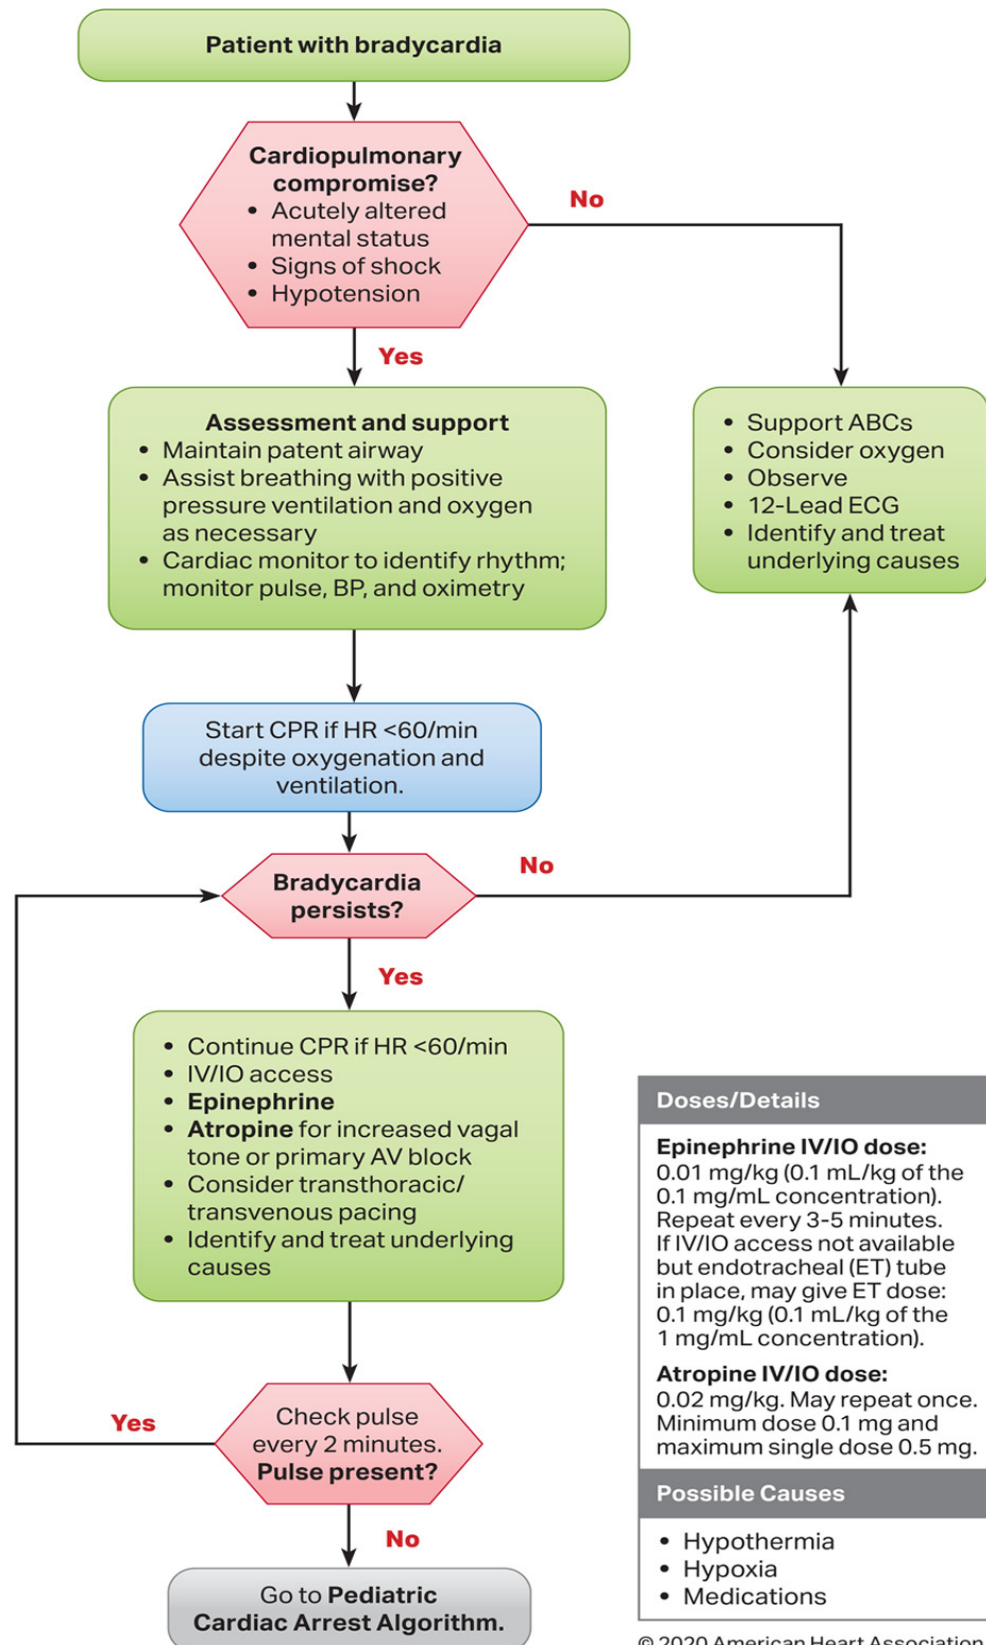 Patient with bradycardia
Cardiopulmonary
compromise?
• Acutely altered
mental status
• Signs of shock
• Hypotension
No
Yes
Assessment and support
• Maintain patent airway
• Assist breathing with positive
pressure ventilation and oxygen
as necessary
• Cardiac monitor to identify rhythm;
monitor pulse, BP, and oximetry
• Support ABCs
• Consider oxygen
• Observe
• 12-Lead ECG
• Identify and treat
underlying causes
Start CPR if HR <60/min
despite oxygenation and
ventilation.
Bradycardia
persists?
No
Yes
• Continue CPR if HR <60/min
• IV/IO access
• Epinephrine
• Atropine for increased vagal
tone or primary AV block
• Consider transthoracic/
transvenous pacing
• Identify and treat underlying
causes
Check pulse
every 2 minutes.
Pulse present?
Yes
No
Go to Pediatric
Cardiac Arrest Algorithm.
Doses/Details
Epinephrine IV/IO dose:
0.01 mg/kg (0.1 mL/kg of the
0.1 mg/mL concentration).
Repeat every 3-5 minutes.
If IV/IO access not available
but endotracheal (ET) tube
in place, may give ET dose:
0.1 mg/kg (0.1 mL/kg of the
1 mg/mL concentration).
Atropine IV/IO dose:
0.02 mg/kg. May repeat once.
Minimum dose 0.1 mg and
maximum single dose 0.5 mg.
Possible Causes
• Hypothermia
• Hypoxia
• Medications
© 2020 American Heart Association